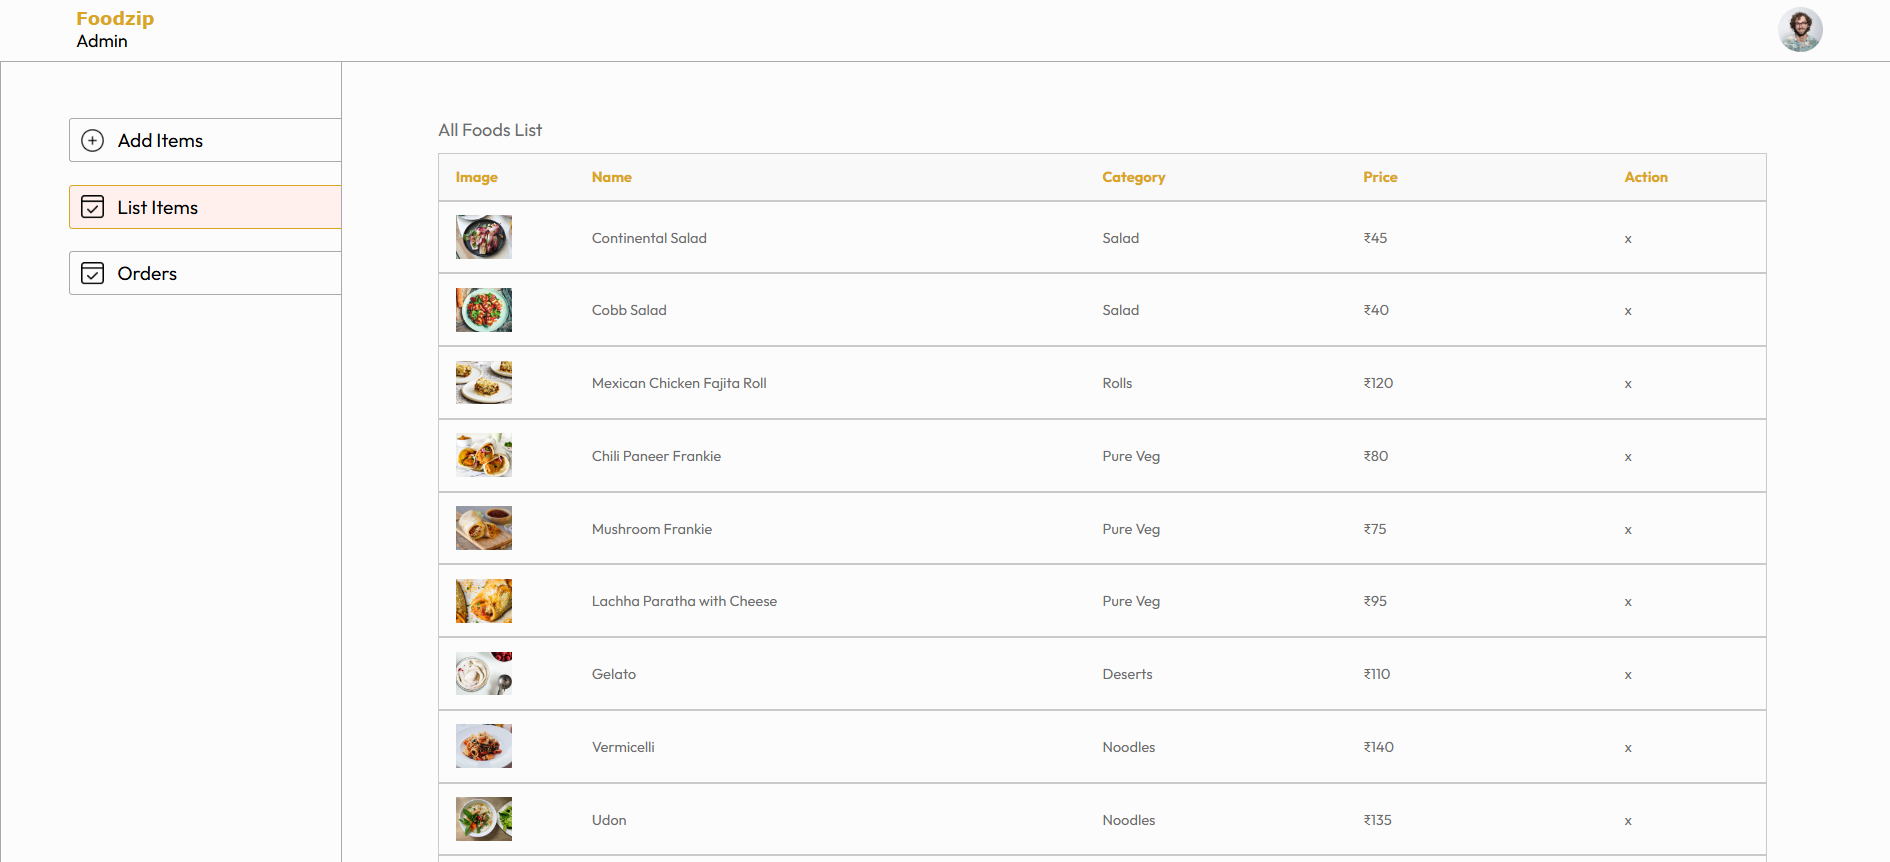 Foodzip
Admin
Add Items
List Items
Orders
All Foods List
Image Name Category Price Action
Continental Salad Salad ₹45 x
Cobb Salad Salad ₹40 x
Mexican Chicken Fajita Roll Rolls ₹120 x
Chili Paneer Frankie Pure Veg ₹80 x
Mushroom Frankie Pure Veg ₹75 x
Lachha Paratha with Cheese Pure Veg ₹95 x
Gelato Deserts ₹110 x
Vermicelli Noodles ₹140 x
Udon Noodles ₹135 x